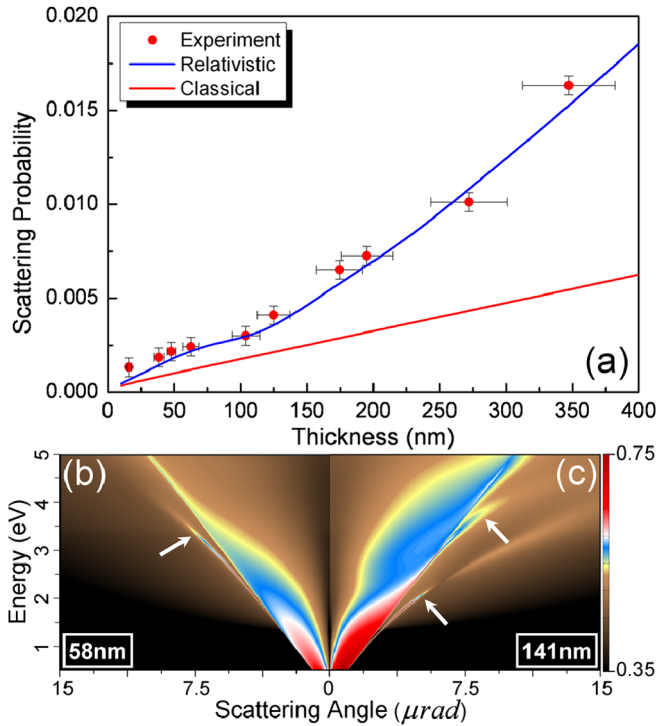 0.020
0.015
0.010
0.005
0.000
Scattering Probability
Experiment
Relativistic
Classical
(a)
0 50 100 150 200 250 300 350 400
Thickness (nm)
(b) (c)
5
4
3
2
1
Energy (eV)
58nm 141nm
0.75
0.35
15 7.5 0 7.5 15
Scattering Angle (μrad)